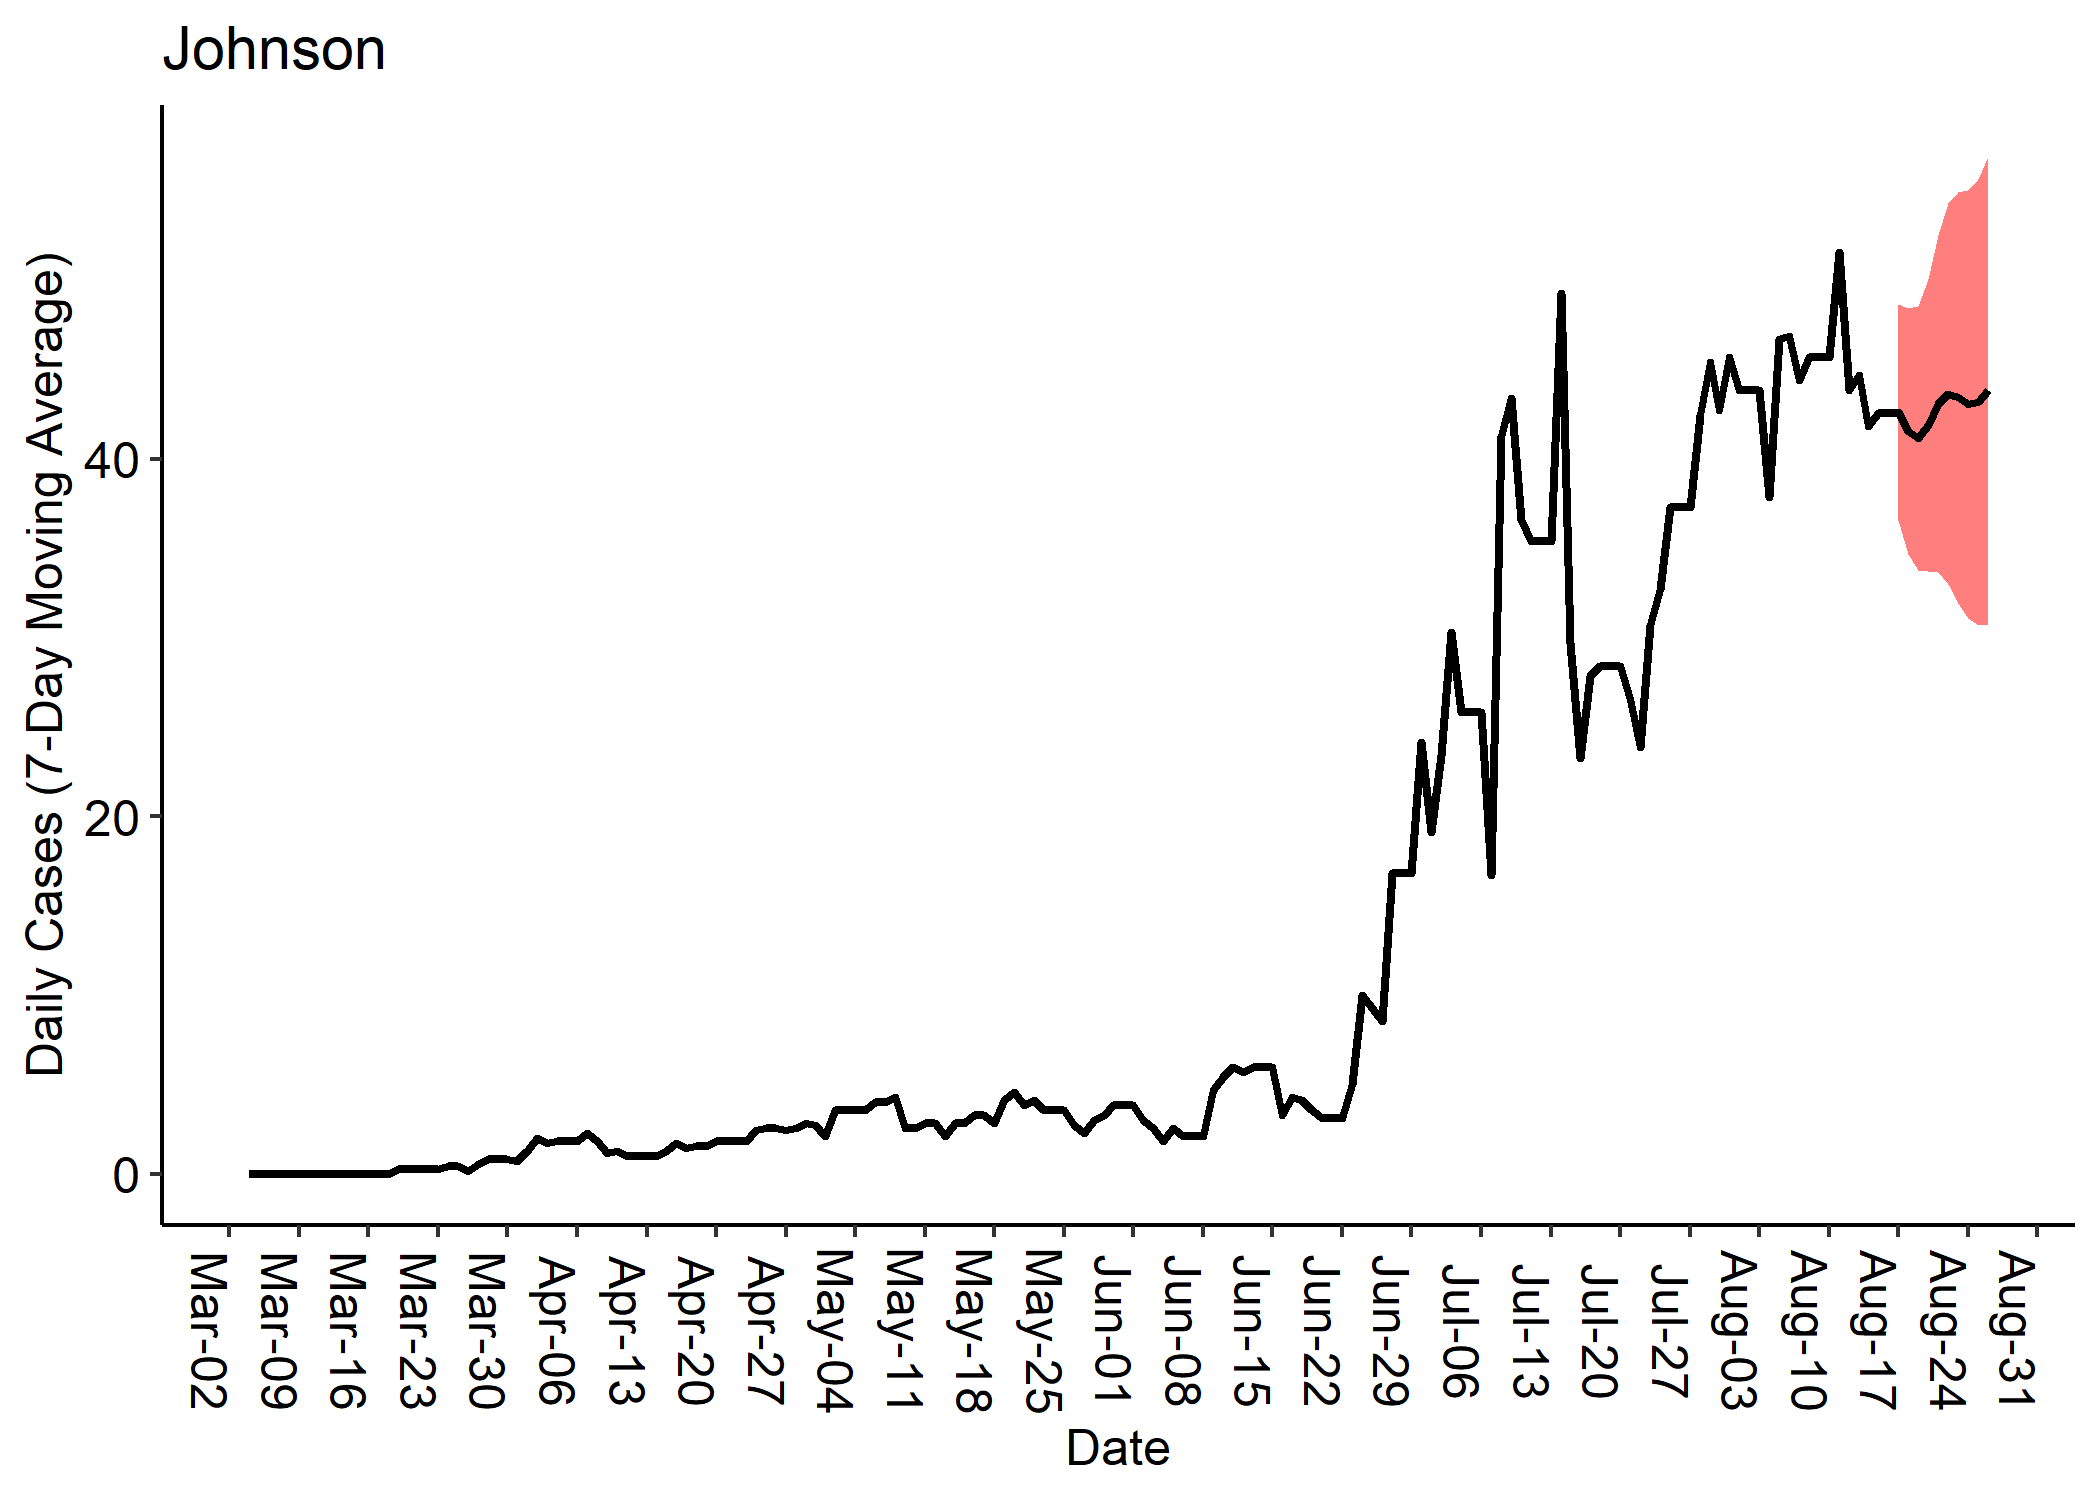 Johnson
Daily Cases (7-Day Moving Average)
40
20
0
Mar-02
Mar-09
Mar-16
Mar-23
Mar-30
Apr-06
Apr-13
Apr-20
Apr-27
May-04
May-11
May-18
May-25
Jun-01
Jun-08
Jun-15
Jun-22
Jun-29
Jul-06
Jul-13
Jul-20
Jul-27
Aug-03
Aug-10
Aug-17
Aug-24
Aug-31
Date